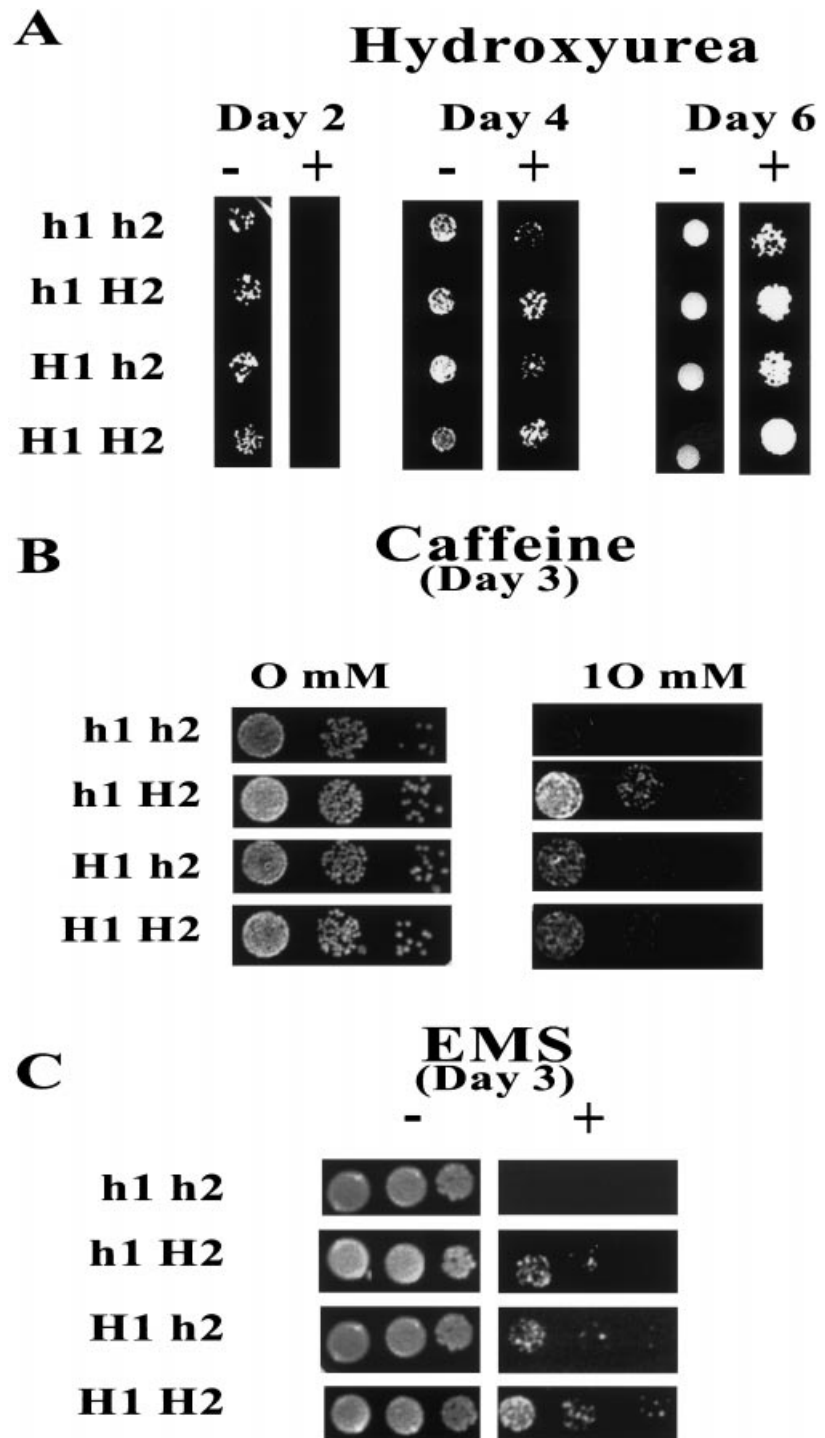 A
Hydroxyurea
Day 2 Day 4 Day 6
- + - + - +
h1 h2
h1 H2
H1 h2
H1 H2
B
Caffeine
(Day 3)
0 mM 10 mM
h1 h2
h1 H2
H1 h2
H1 H2
C
EMS
(Day 3)
- +
h1 h2
h1 H2
H1 h2
H1 H2